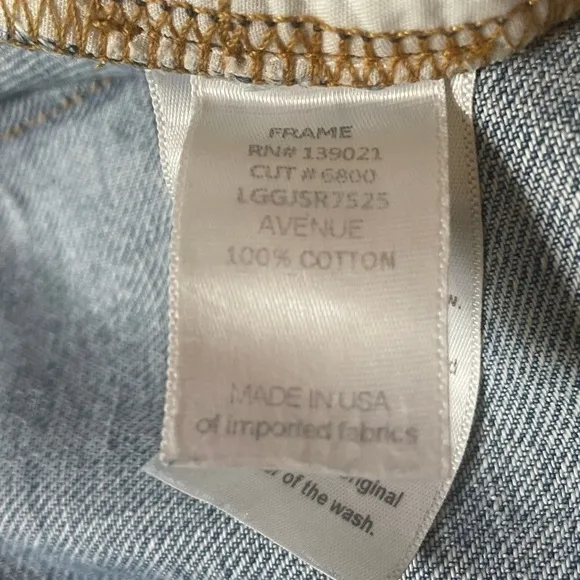 FRAME
RN# 139021
CUT # 6800
LGGJSR7525
AVENUE
100% COTTON
MADE IN USA
of imported fabrics
original
of the wash.